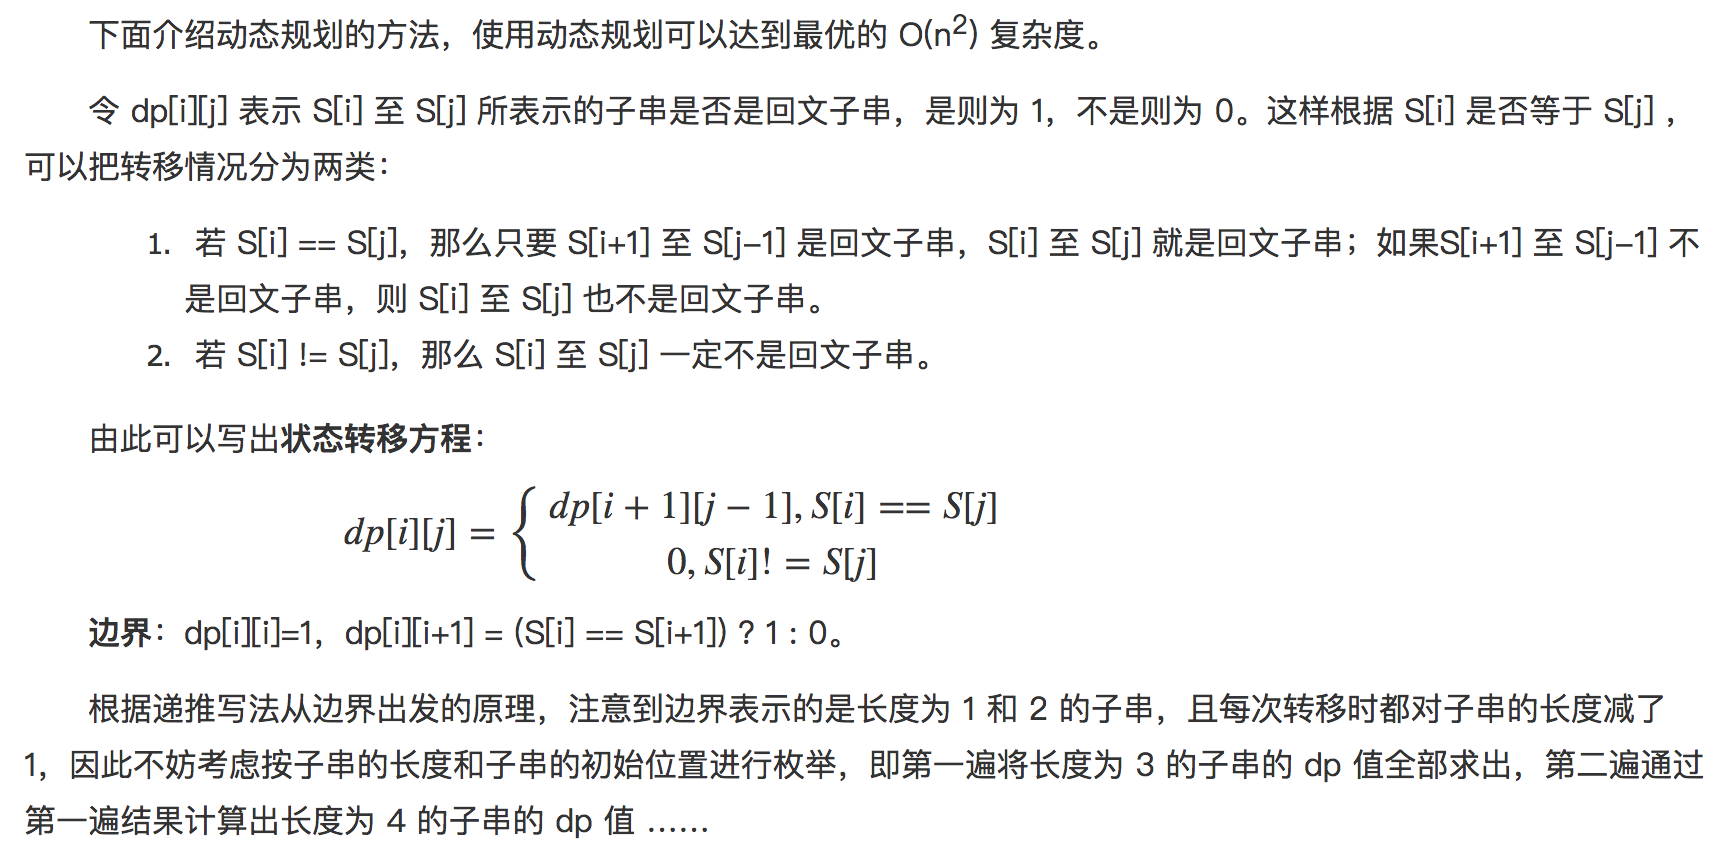 下面介绍动态规划的方法，使用动态规划可以达到最优的 O(n²) 复杂度。
令 dp[i][j] 表示 S[i] 至 S[j] 所表示的子串是否是回文子串，是则为 1，不是则为 0。这样根据 S[i] 是否等于 S[j] ，
可以把转移情况分为两类：
1. 若 S[i] == S[j]，那么只要 S[i+1] 至 S[j-1] 是回文子串，S[i] 至 S[j] 就是回文子串；如果S[i+1] 至 S[j-1] 不
是回文子串，则 S[i] 至 S[j] 也不是回文子串。
2. 若 S[i] != S[j]，那么 S[i] 至 S[j] 一定不是回文子串。
由此可以写出状态转移方程：
dp[i][j] = { dp[i + 1][j − 1], S[i] == S[j]
0, S[i]! = S[j]
边界：dp[i][i]=1，dp[i][i+1] = (S[i] == S[i+1]) ? 1 : 0。
根据递推写法从边界出发的原理，注意到边界表示的是长度为 1 和 2 的子串，且每次转移时都对子串的长度减了
1，因此不妨考虑按子串的长度和子串的初始位置进行枚举，即第一遍将长度为 3 的子串的 dp 值全部求出，第二遍通过
第一遍结果计算出长度为 4 的子串的 dp 值 ……